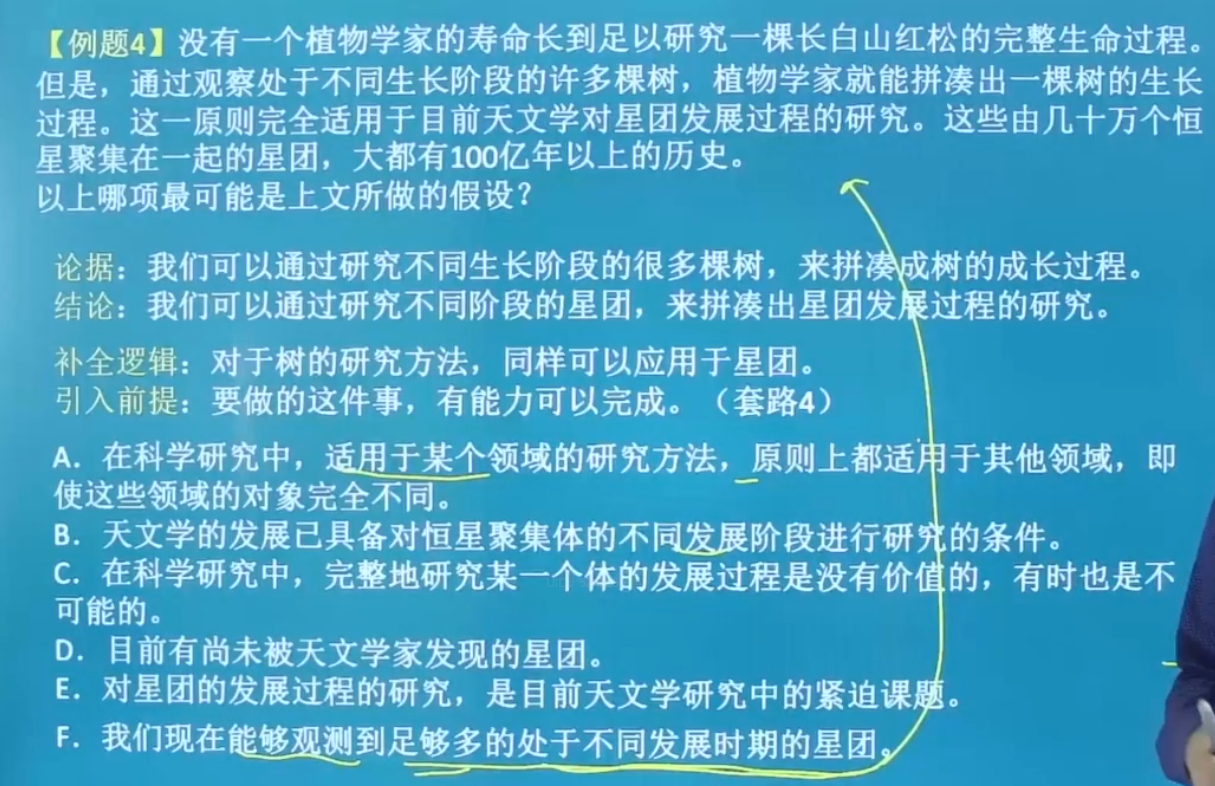 【例题4】没有一个植物学家的寿命长到足以研究一棵长白山红松的完整生命过程。
但是，通过观察处于不同生长阶段的许多棵树，植物学家就能拼凑出一棵树的生长
过程。这一原则完全适用于目前天文学对星团发展过程的研究。这些由几十万个恒
星聚集在一起的星团，大都有100亿年以上的历史。
以上哪项最可能是上文所做的假设？
论据：我们可以通过研究不同生长阶段的很多棵树，来拼凑成树的成长过程。
结论：我们可以通过研究不同阶段的星团，来拼凑出星团发展过程的研究。
补全逻辑：对于树的研究方法，同样可以应用于星团。
引入前提：要做的这件事，有能力可以完成。（套路4）
A．在科学研究中，适用于某个领域的研究方法，原则上都适用于其他领域，即
使这些领域的对象完全不同。
B．天文学的发展已具备对恒星聚集体的不同发展阶段进行研究的条件。
C．在科学研究中，完整地研究某一个体的发展过程是没有价值的，有时也是不
可能的。
D．目前有尚未被天文学家发现的星团。
E．对星团的发展过程的研究，是目前天文学研究中的紧迫课题。
F．我们现在能够观测到足够多的处于不同发展时期的星团。